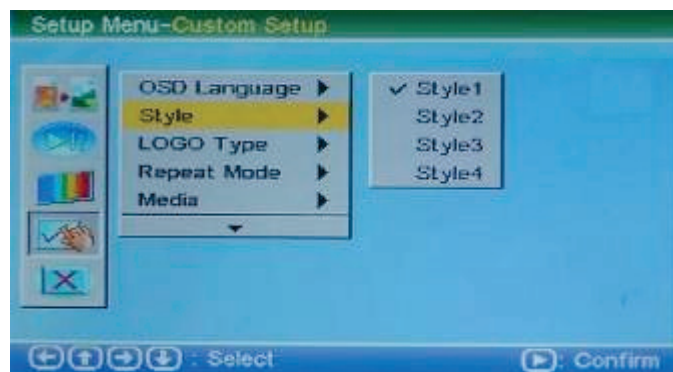 Setup Menu-Custom Setup
OSD Language
Style
LOGO Type
Repeat Mode
Media
✓ Style1
Style2
Style3
Style4
: Select
: Confirm